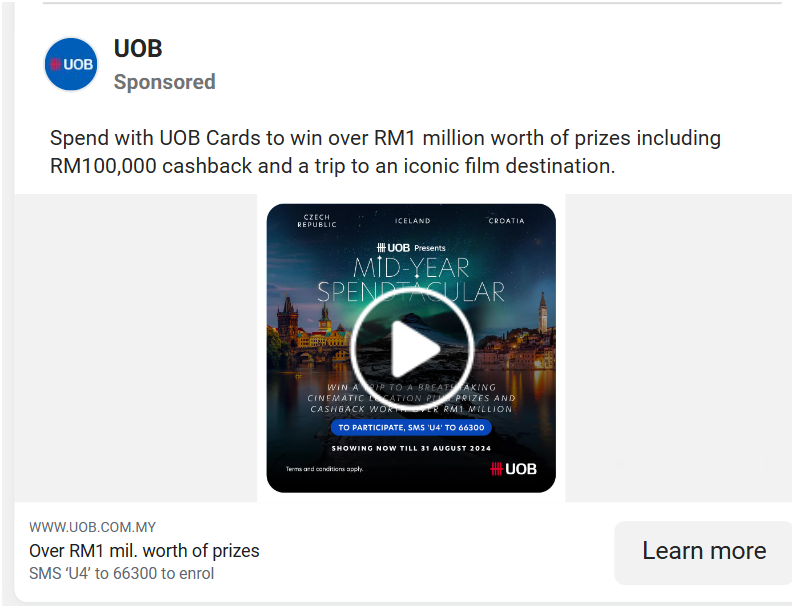 UOB
UOB
Sponsored
Spend with UOB Cards to win over RM1 million worth of prizes including
RM100,000 cashback and a trip to an iconic film destination.
CZECH
REPUBLIC
ICELAND
CROATIA
UOB Presents
MID-YEAR
SPENDTACULAR
WIN A TRIP TO A BREATHTAKING
CINEMATIC LOCATION PLUS PRIZES AND
CASHBACK WORTH OVER RM1 MILLION
TO PARTICIPATE, SMS 'U4' TO 66300
SHOWING NOW TILL 31 AUGUST 2024
Terms and conditions apply.
UOB
WWW.UOB.COM.MY
Over RM1 mil. worth of prizes
SMS ‘U4’ to 66300 to enrol
Learn more